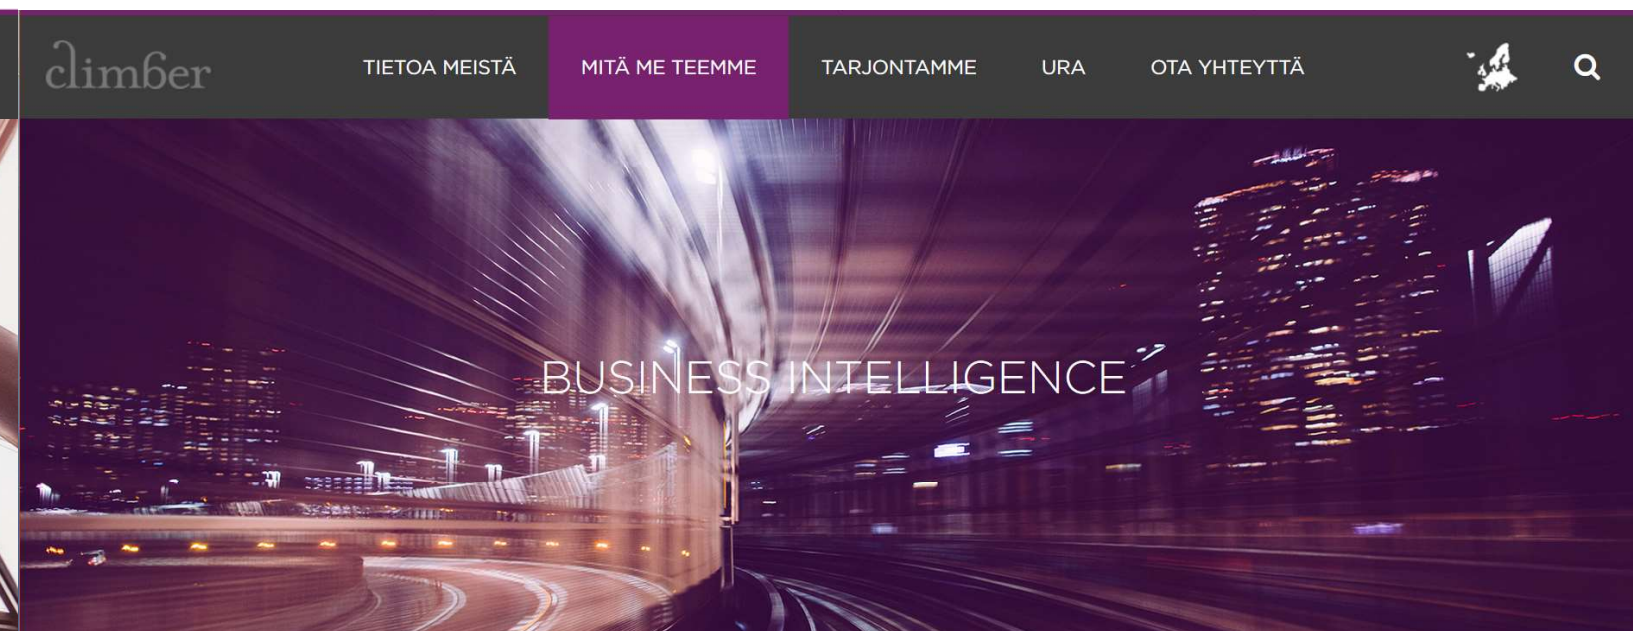 climber
TIETOA MEISTÄ MITÄ ME TEEMME TARJONTAMME URA OTA YHTEYTTÄ
BUSINESS INTELLIGENCE